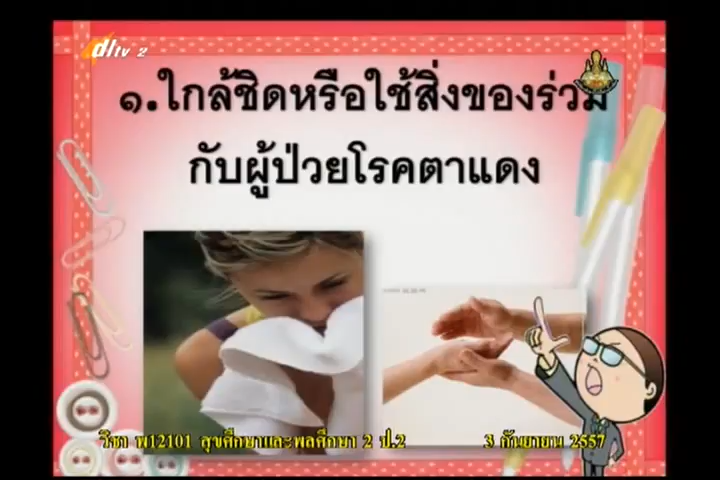 dltv 2
๑.ใกล้ชิดหรือใช้สิ่งของร่วม
กับผู้ป่วยโรคตาแดง
วิชา พ12101 สุขศึกษาและพลศึกษา 2 ป.2
3 กันยายน 2557